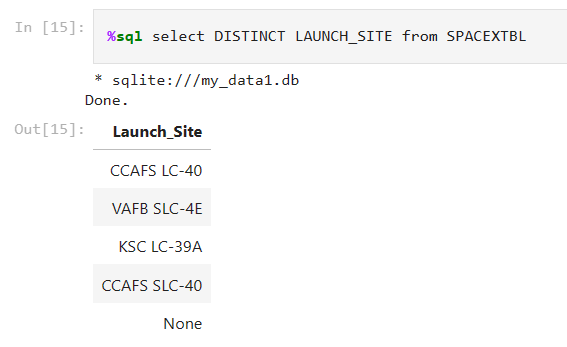 In [15]: %sql select DISTINCT LAUNCH_SITE from SPACEXTBL
* sqlite:///my_data1.db
Done.
Out[15]: Launch_Site
CCAFS LC-40
VAFB SLC-4E
KSC LC-39A
CCAFS SLC-40
None